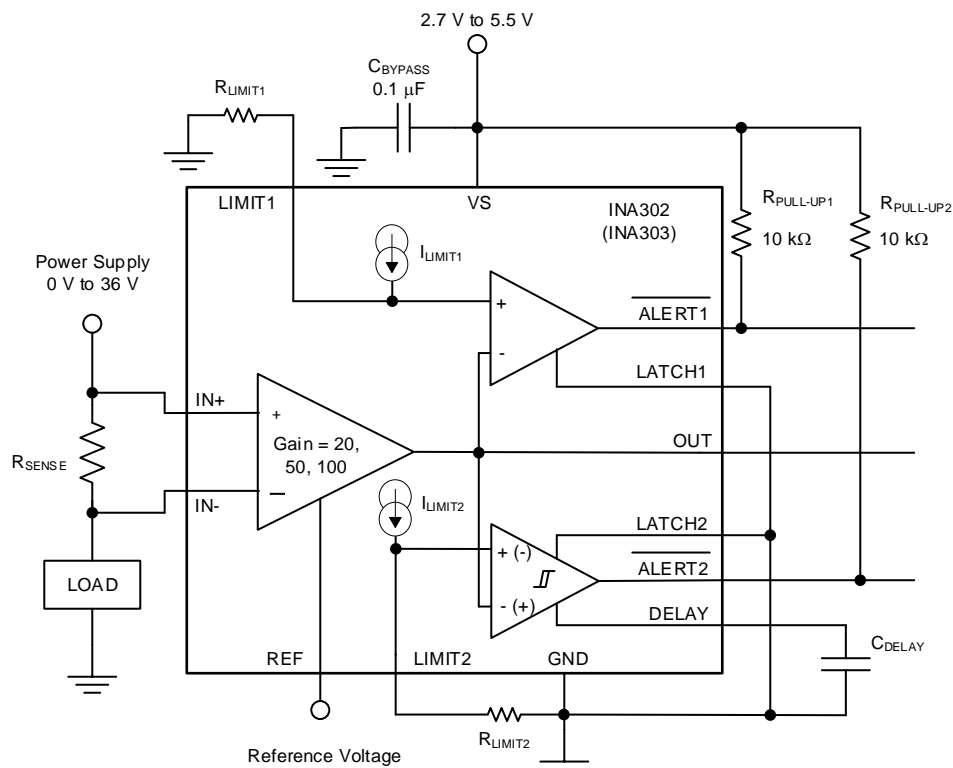 2.7 V to 5.5 V
CBYPASS
0.1 μF
RLIMIT1
LIMIT1
VS
INA302
(INA303)
RPULL-UP1
10 kΩ
RPULL-UP2
10 kΩ
Power Supply
0 V to 36 V
ILIMIT1
+
-
ALERT1
LATCH1
IN+
+
Gain = 20,
50, 100
OUT
RSENSE
IN-
−
ILIMIT2
LATCH2
+ (-)
ALERT2
- (+)
LOAD
DELAY
REF
LIMIT2
GND
CDELAY
RLIMIT2
Reference Voltage